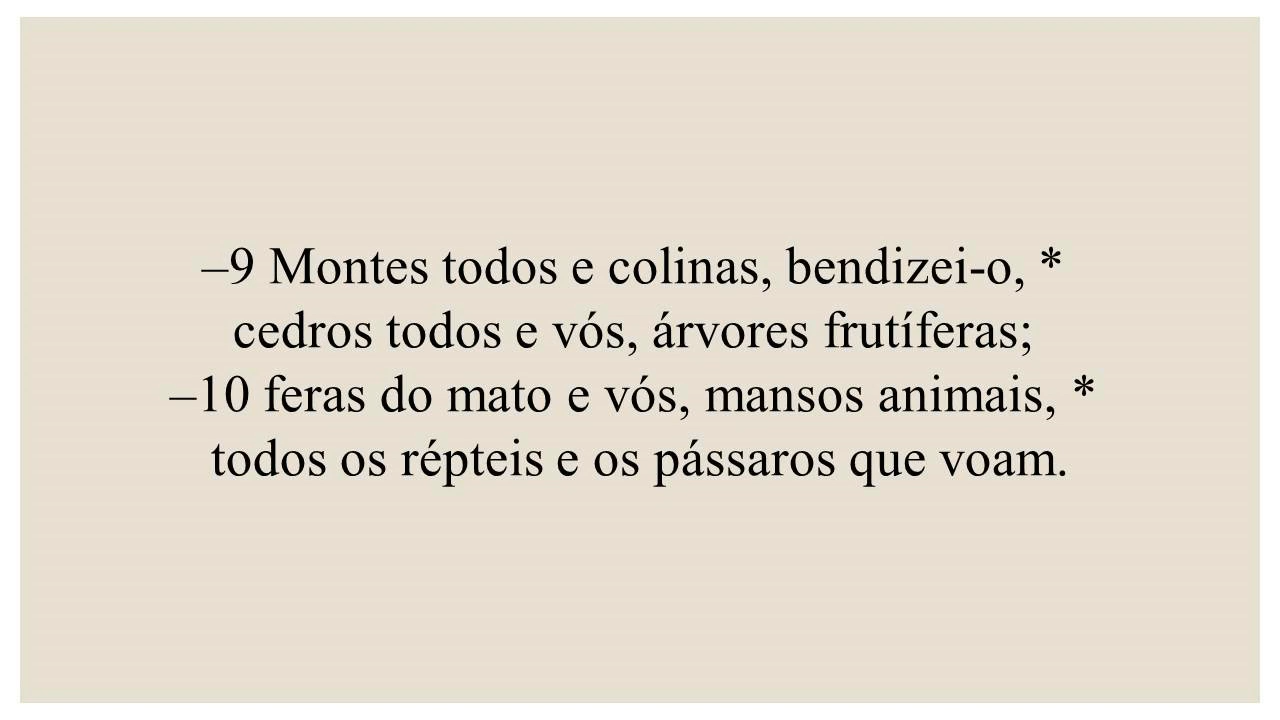 –9 Montes todos e colinas, bendizei-o, *
cedros todos e vós, árvores frutíferas;
–10 feras do mato e vós, mansos animais, *
todos os répteis e os pássaros que voam.